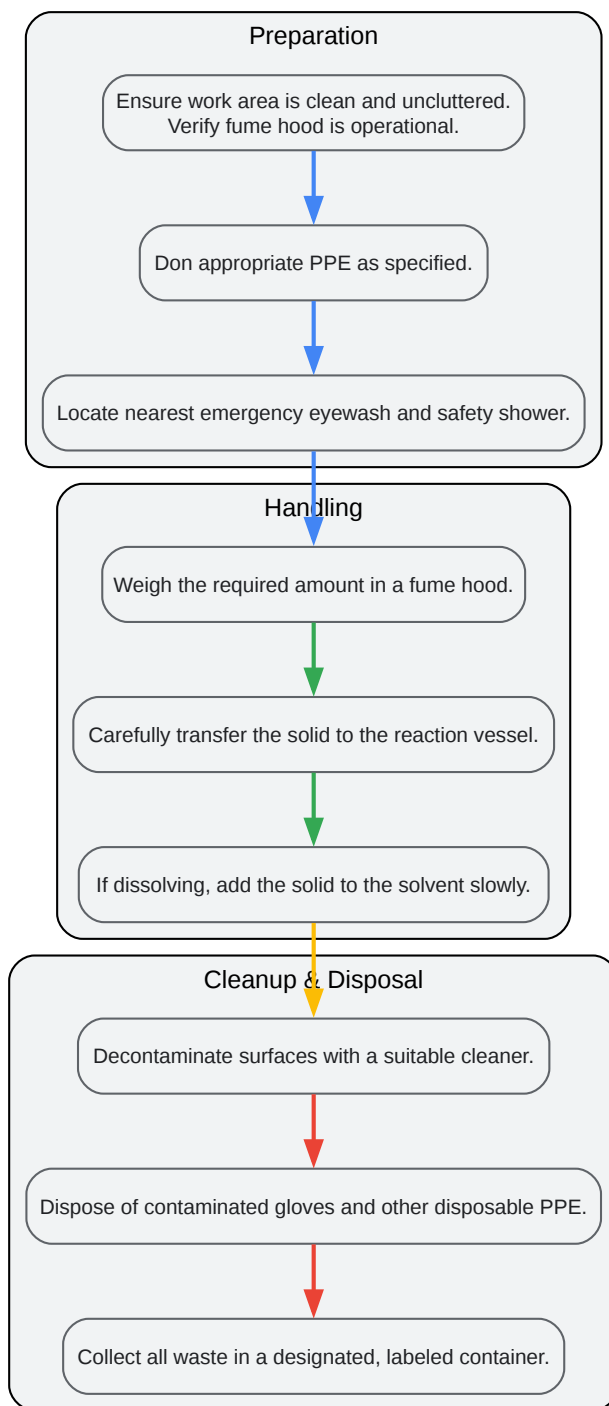 Preparation
Ensure work area is clean and uncluttered.
Verify fume hood is operational.
Don appropriate PPE as specified.
Locate nearest emergency eyewash and safety shower.
Handling
Weigh the required amount in a fume hood.
Carefully transfer the solid to the reaction vessel.
If dissolving, add the solid to the solvent slowly.
Cleanup & Disposal
Decontaminate surfaces with a suitable cleaner.
Dispose of contaminated gloves and other disposable PPE.
Collect all waste in a designated, labeled container.